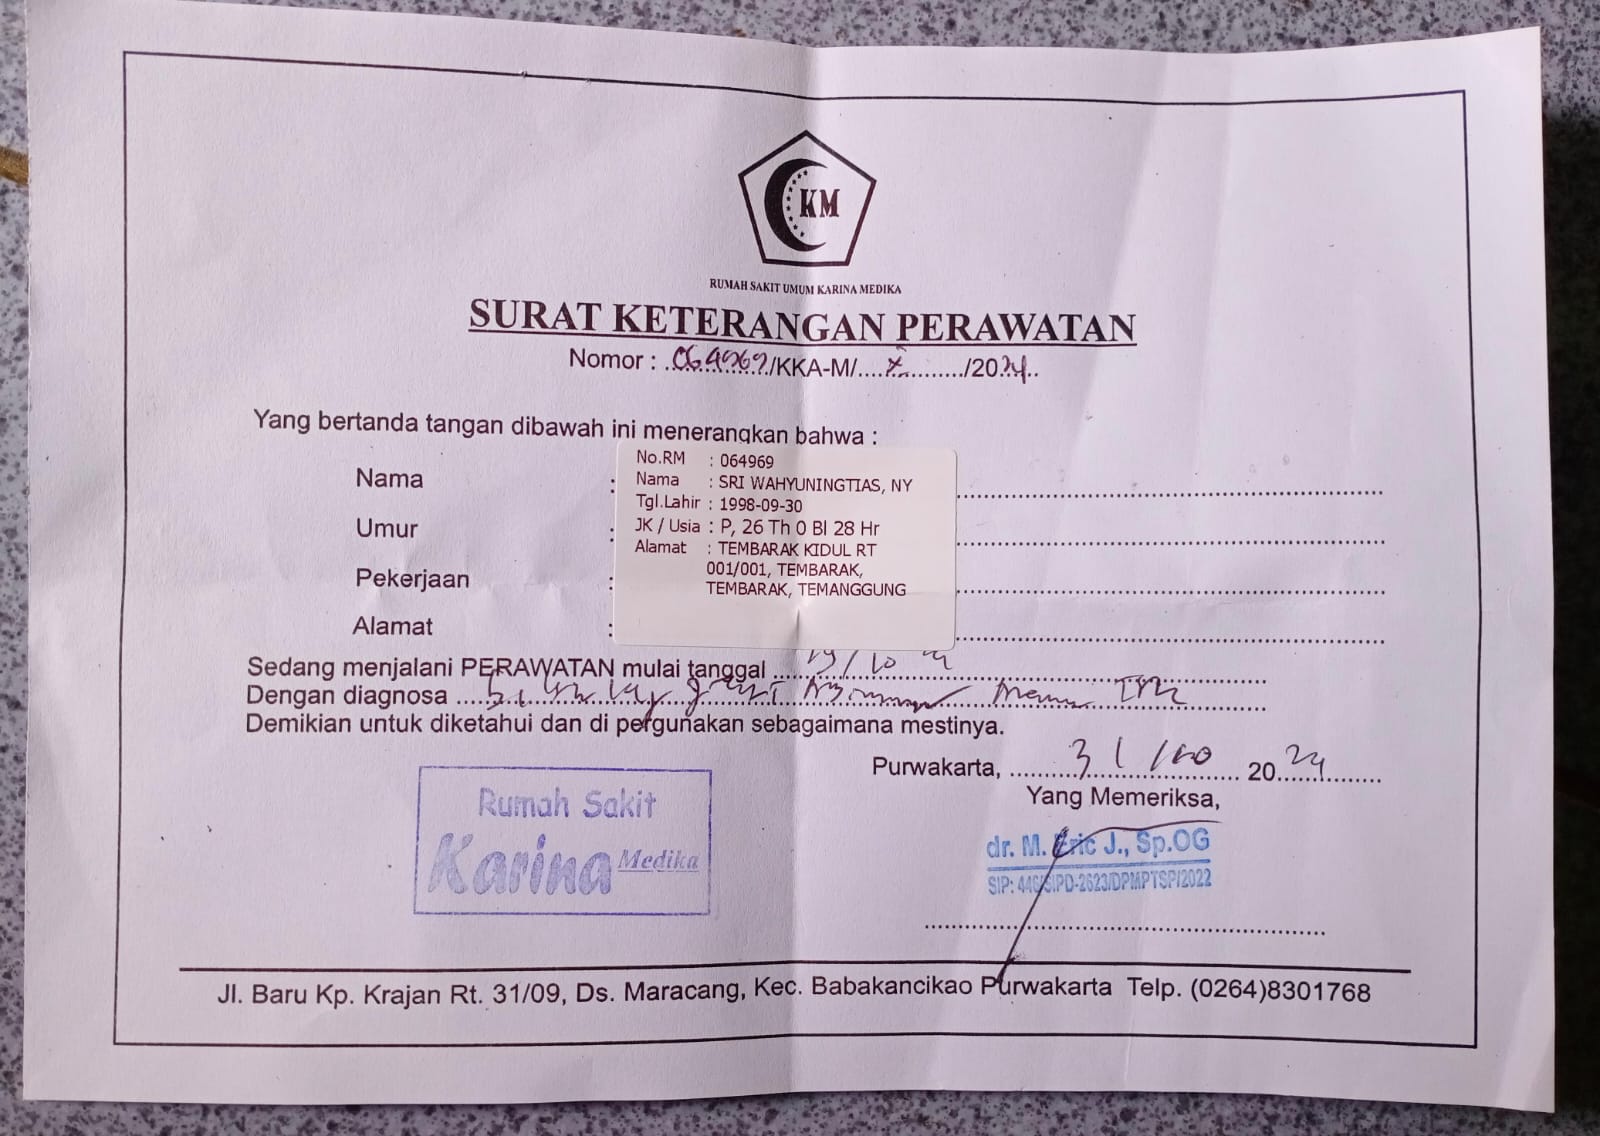 KM
RUMAH SAKIT UMUM KARINA MEDIKA
SURAT KETERANGAN PERAWATAN
Nomor : 064969/KKA-M/....X........./2024
Yang bertanda tangan dibawah ini menerangkan bahwa :
No.RM : 064969
Nama : SRI WAHYUNINGTIAS, NY
Tgl.Lahir : 1998-09-30
JK / Usia : P, 26 Th 0 Bl 28 Hr
Alamat : TEMBARAK KIDUL RT
001/001, TEMBARAK,
TEMBARAK, TEMANGGUNG
Nama :
Umur :
Pekerjaan :
Alamat :
Sedang menjalani PERAWATAN mulai tanggal
Dengan diagnosa
Demikian untuk diketahui dan di pergunakan sebagaimana mestinya.
Purwakarta, 31/10 2024
Yang Memeriksa,
Rumah Sakit
Karina Medika
dr. M. Eric J., Sp.OG
SIP: 446/SIPD-2623/DPMPTSP/2022
Jl. Baru Kp. Krajan Rt. 31/09, Ds. Maracang, Kec. Babakancikao Purwakarta Telp. (0264)8301768